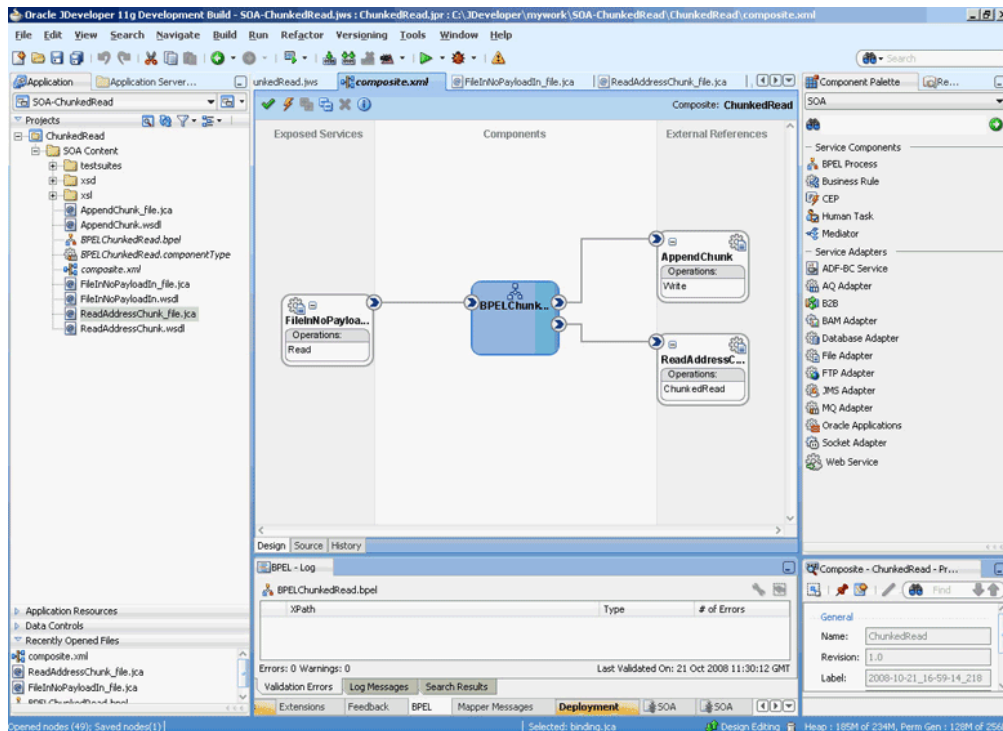 Oracle JDeveloper 11g Development Build - SOA-ChunkedRead.jws : ChunkedRead.jpr : C:\JDeveloper\mywork\SOA-ChunkedRead\ChunkedRead\composite.xml
File Edit View Search Navigate Build Run Refactor Versioning Tools Window Help
Search
Application
Application Server...
unkedRead.jws
composite.xml
FileInNoPayloadIn_file.jca
ReadAddressChunk_file.jca
Component Palette
Re...
SOA-ChunkedRead
Composite: ChunkedRead
SOA
Projects
ChunkedRead
SOA Content
testsuites
xsd
xsl
AppendChunk_file.jca
AppendChunk.wsdl
BPELChunkedRead.bpel
BPELChunkedRead.componentType
composite.xml
FileInNoPayloadIn_file.jca
FileInNoPayloadIn.wsdl
ReadAddressChunk_file.jca
ReadAddressChunk.wsdl
Exposed Services
Components
External References
FileInNoPayloa...
Operations:
Read
BPELChunk...
AppendChunk
Operations:
Write
ReadAddressC...
Operations:
ChunkedRead
Service Components
BPEL Process
Business Rule
CEP
Human Task
Mediator
Service Adapters
ADF-BC Service
AQ Adapter
B2B
BAM Adapter
Database Adapter
File Adapter
FTP Adapter
JMS Adapter
MQ Adapter
Oracle Applications
Socket Adapter
Web Service
Design Source History
BPEL - Log
BPELChunkedRead.bpel
XPath Type # of Errors
Errors: 0 Warnings: 0
Last Validated On: 21 Oct 2008 11:30:12 GMT
Validation Errors Log Messages Search Results
Extensions Feedback BPEL Mapper Messages Deployment SOA SOA
Application Resources
Data Controls
Recently Opened Files
composite.xml
ReadAddressChunk_file.jca
FileInNoPayloadIn_file.jca
BPELChunkedRead.bpel
Composite - ChunkedRead - Pr...
Find
General
Name: ChunkedRead
Revision: 1.0
Label: 2008-10-21_16-59-14_218
Opened nodes (49); Saved nodes(1)
Selected: binding.jca
Design Editing
Heap : 185M of 234M, Perm Gen : 128M of 256